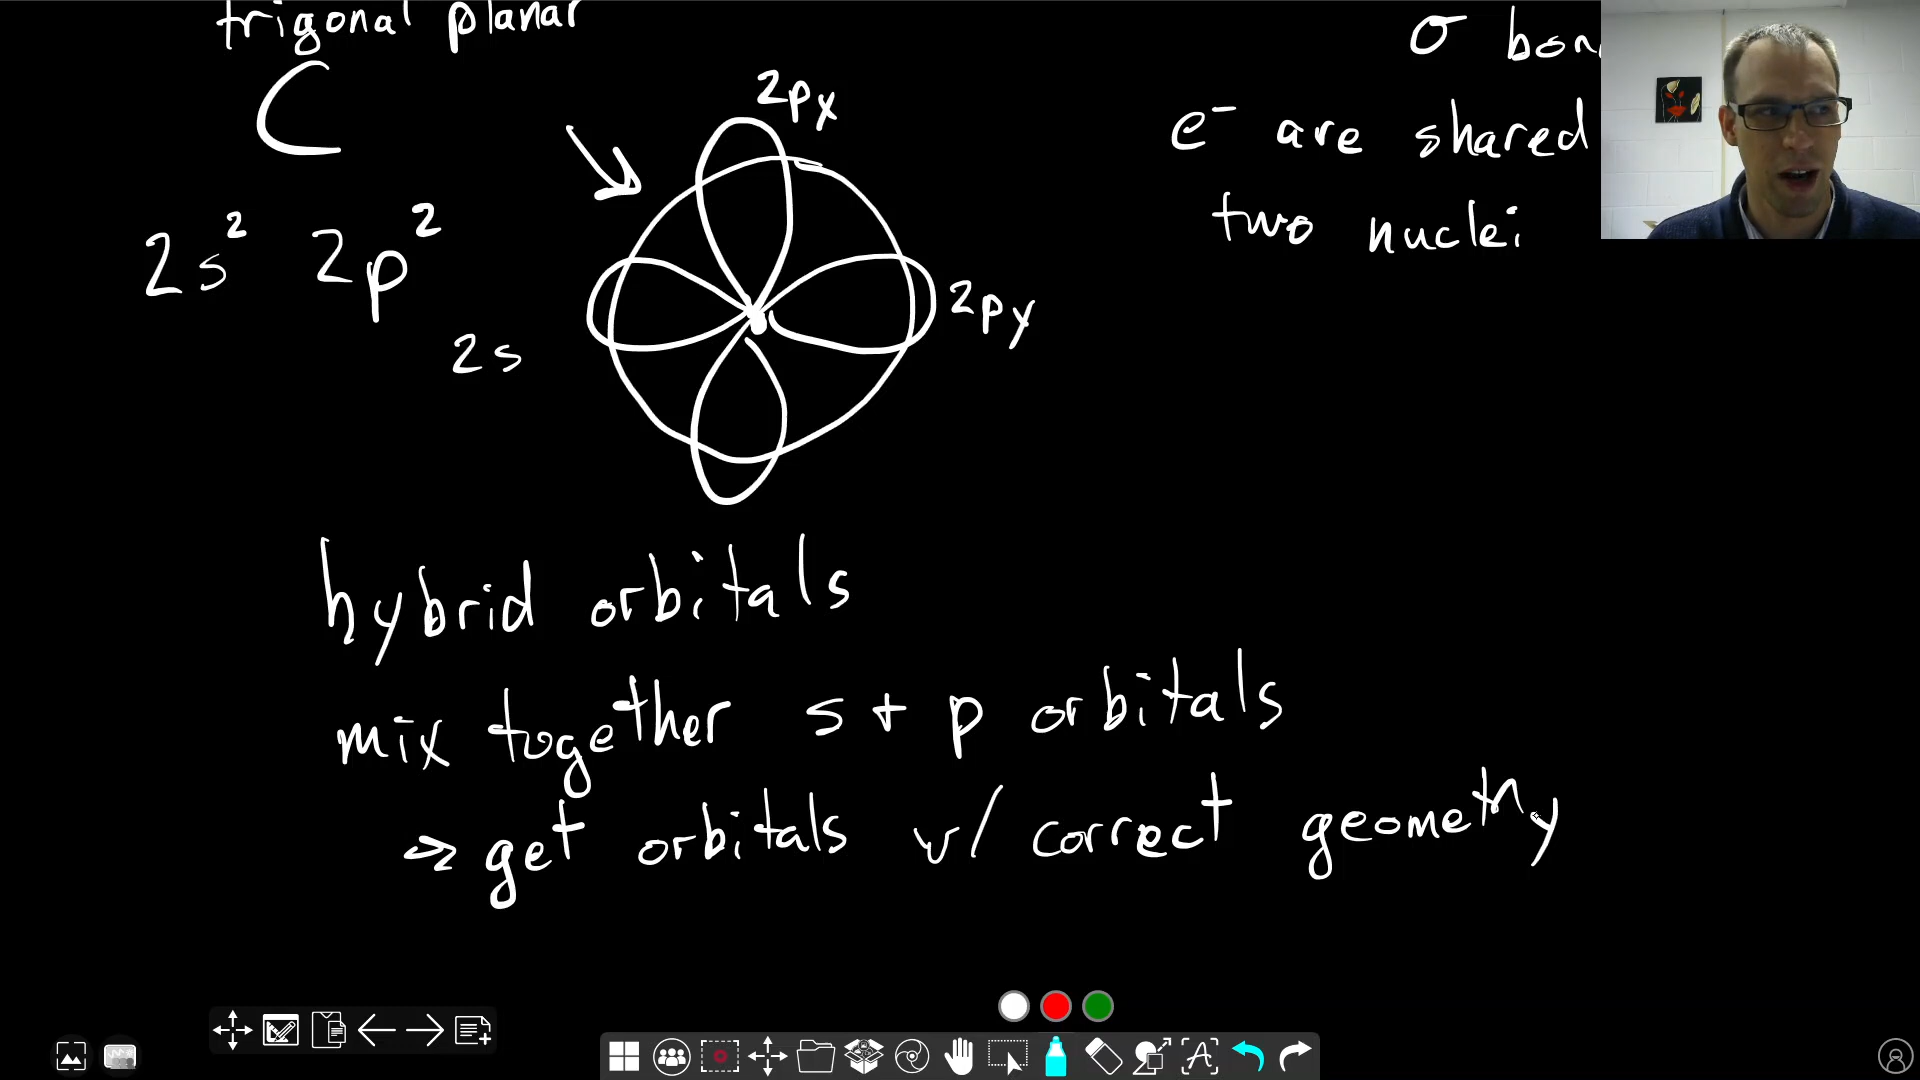 trigonal planar
C
2s² 2p²
2s
2px
2py
σ
e⁻ are shared
two nuclei
hybrid orbitals
mix together s + p orbitals
⇒ get orbitals w/ correct geometry